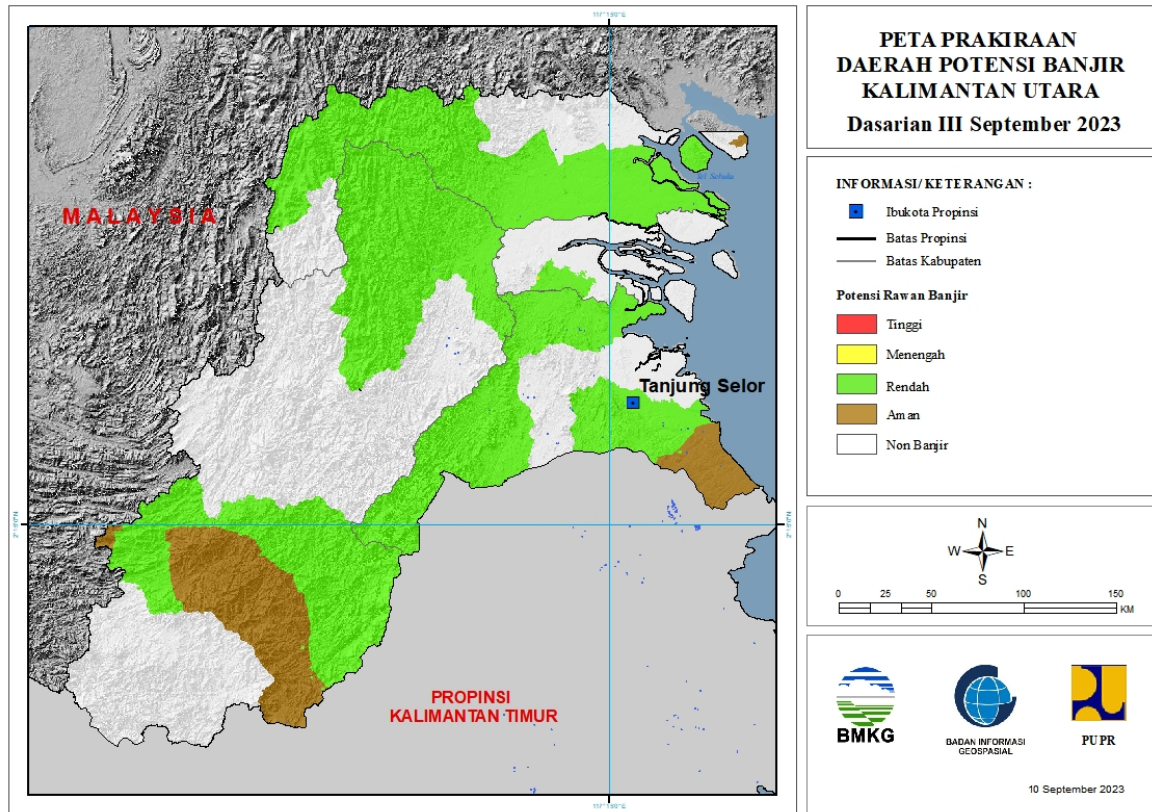 PETA PRAKIRAAN
DAERAH POTENSI BANJIR
KALIMANTAN UTARA
Dasarian III September 2023
INFORMASI/ KETERANGAN :
Ibukota Propinsi
Batas Propinsi
Batas Kabupaten
Potensi Rawan Banjir
Tinggi
Menengah
Rendah
Aman
Non Banjir
N
W E
S
0 25 50 100 150
KM
BMKG
BADAN INFORMASI
GEOSPASIAL
PUPR
10 September 2023
MALAYSIA
Tanjung Selor
PROPINSI
KALIMANTAN TIMUR